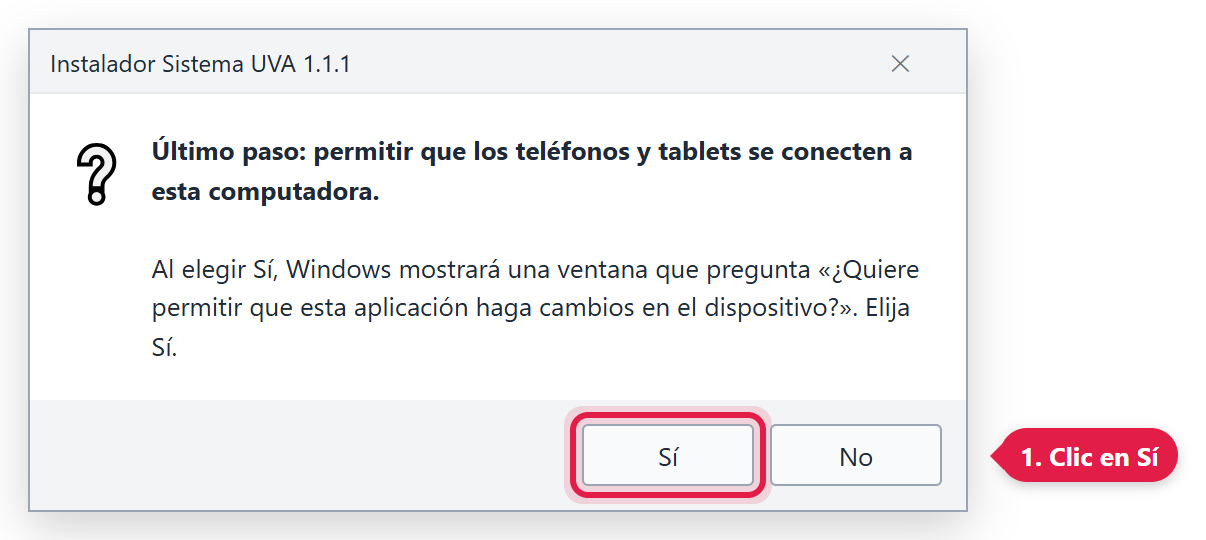 Instalador Sistema UVA 1.1.1
Último paso: permitir que los teléfonos y tablets se conecten a
esta computadora.
Al elegir Sí, Windows mostrará una ventana que pregunta «¿Quiere
permitir que esta aplicación haga cambios en el dispositivo?». Elija
Sí.
Sí
No
1. Clic en Sí